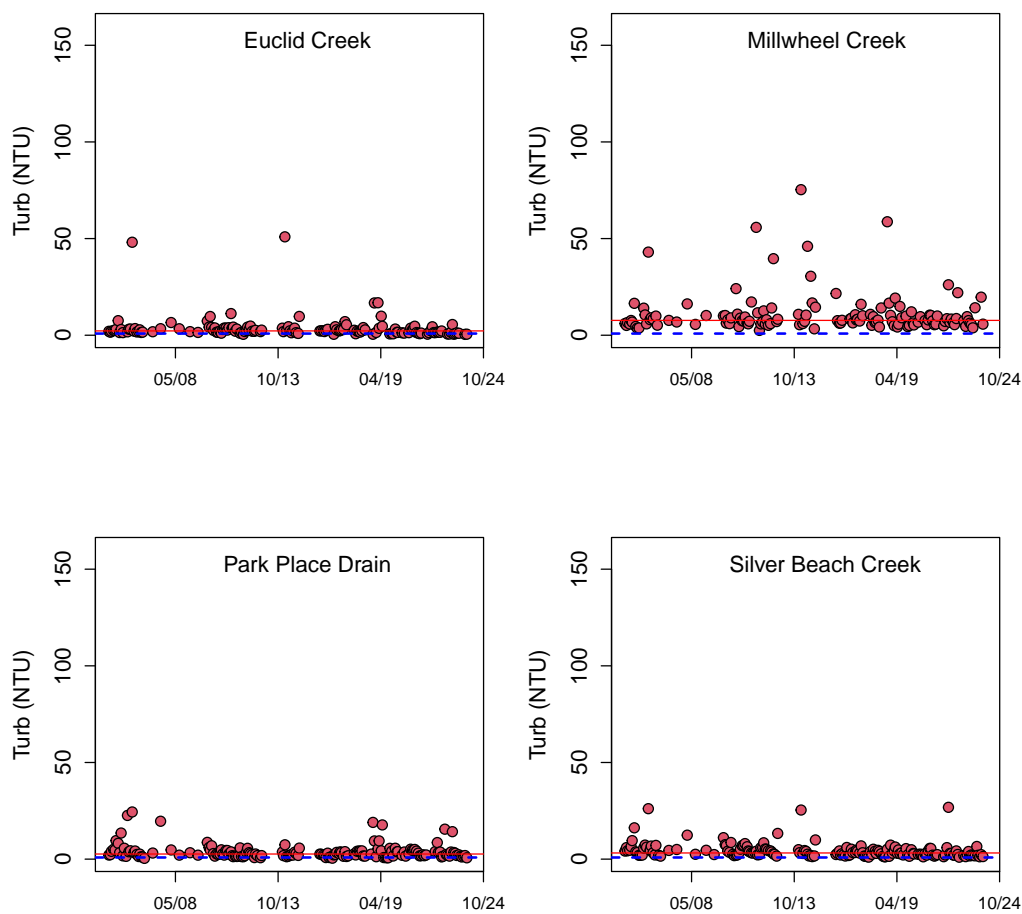 Euclid Creek
Turb (NTU)
150
100
50
0
05/08 10/13 04/19 10/24
Millwheel Creek
Turb (NTU)
150
100
50
0
05/08 10/13 04/19 10/24
Park Place Drain
Turb (NTU)
150
100
50
0
05/08 10/13 04/19 10/24
Silver Beach Creek
Turb (NTU)
150
100
50
0
05/08 10/13 04/19 10/24